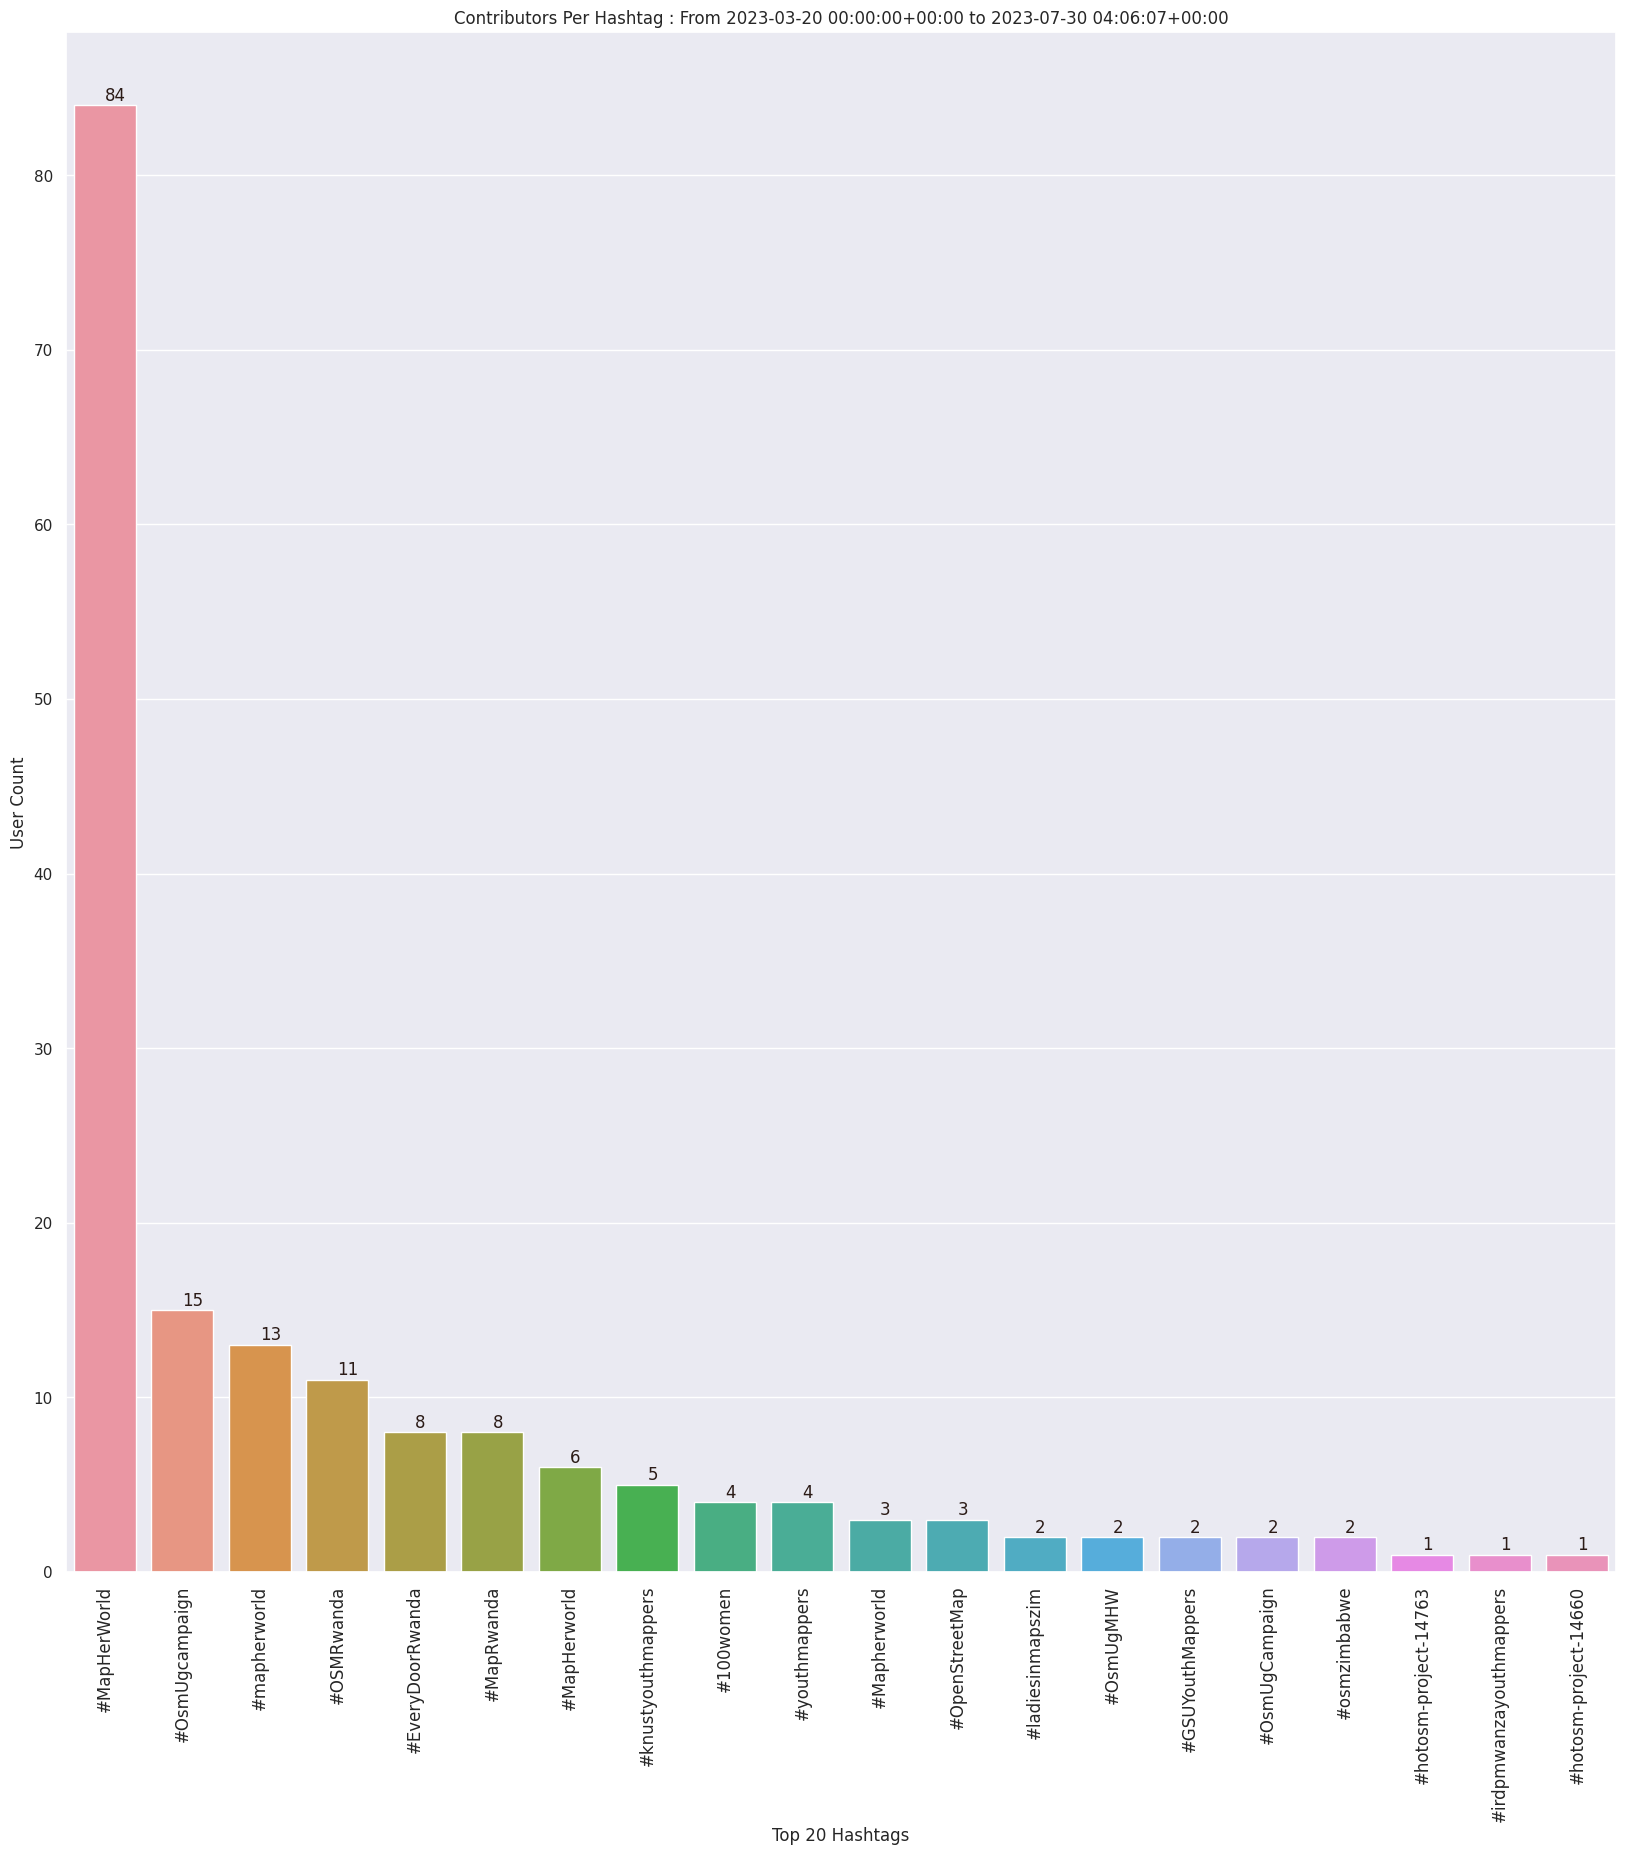 Contributors Per Hashtag : From 2023-03-20 00:00:00+00:00 to 2023-07-30 04:06:07+00:00
User Count
80
70
60
50
40
30
20
10
0
84
15
13
11
8
8
6
5
4
4
3
3
2
2
2
2
2
1
1
1
#MapHerWorld
#OsmUgcampaign
#mapherworld
#OSMRwanda
#EveryDoorRwanda
#MapRwanda
#MapHerworld
#knustyouthmappers
#100women
#youthmappers
#Mapherworld
#OpenStreetMap
#ladiesinmapszim
#OsmUgMHW
#GSUYouthMappers
#OsmUgCampaign
#osmzimbabwe
#hotosm-project-14763
#irdpmwanzayouthmappers
#hotosm-project-14660
Top 20 Hashtags